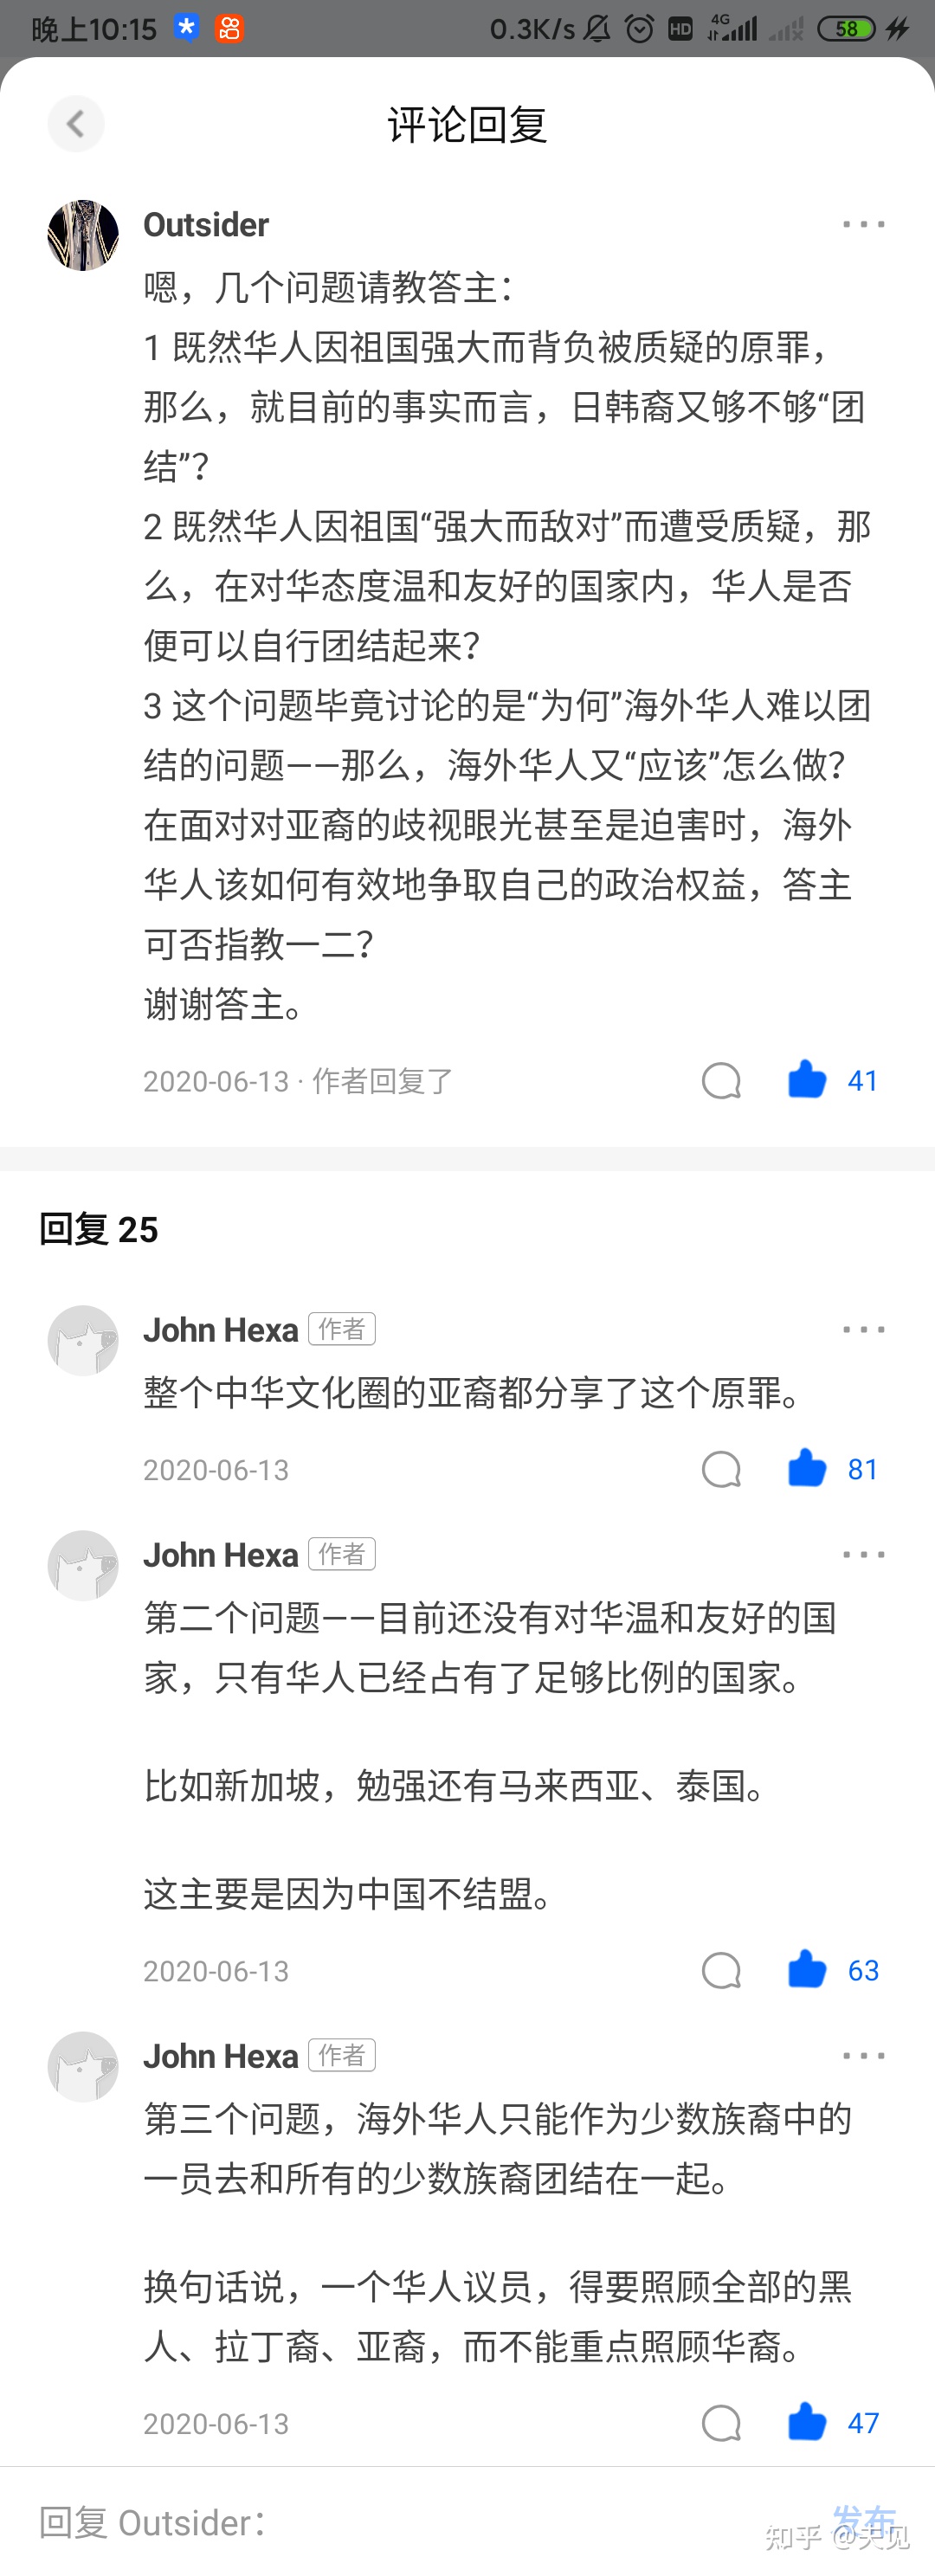 晚上10:15
0.3K/s
HD
4G
58
评论回复
Outsider
嗯，几个问题请教答主：
1 既然华人因祖国强大而背负被质疑的原罪，
那么，就目前的事实而言，日韩裔又够不够“团
结”？
2 既然华人因祖国“强大而敌对”而遭受质疑，那
么，在对华态度温和友好的国家内，华人是否
便可以自行团结起来？
3 这个问题毕竟讨论的是“为何”海外华人难以团
结的问题——那么，海外华人又“应该”怎么做？
在面对对亚裔的歧视眼光甚至是迫害时，海外
华人该如何有效地争取自己的政治权益，答主
可否指教一二？
谢谢答主。
2020-06-13 · 作者回复了
41
回复 25
John Hexa 作者
整个中华文化圈的亚裔都分享了这个原罪。
2020-06-13
81
John Hexa 作者
第二个问题——目前还没有对华温和友好的国
家，只有华人已经占有了足够比例的国家。
比如新加坡，勉强还有马来西亚、泰国。
这主要是因为中国不结盟。
2020-06-13
63
John Hexa 作者
第三个问题，海外华人只能作为少数族裔中的
一员去和所有的少数族裔团结在一起。
换句话说，一个华人议员，得要照顾全部的黑
人、拉丁裔、亚裔，而不能重点照顾华裔。
2020-06-13
47
回复 Outsider：
发布
知乎 @天见